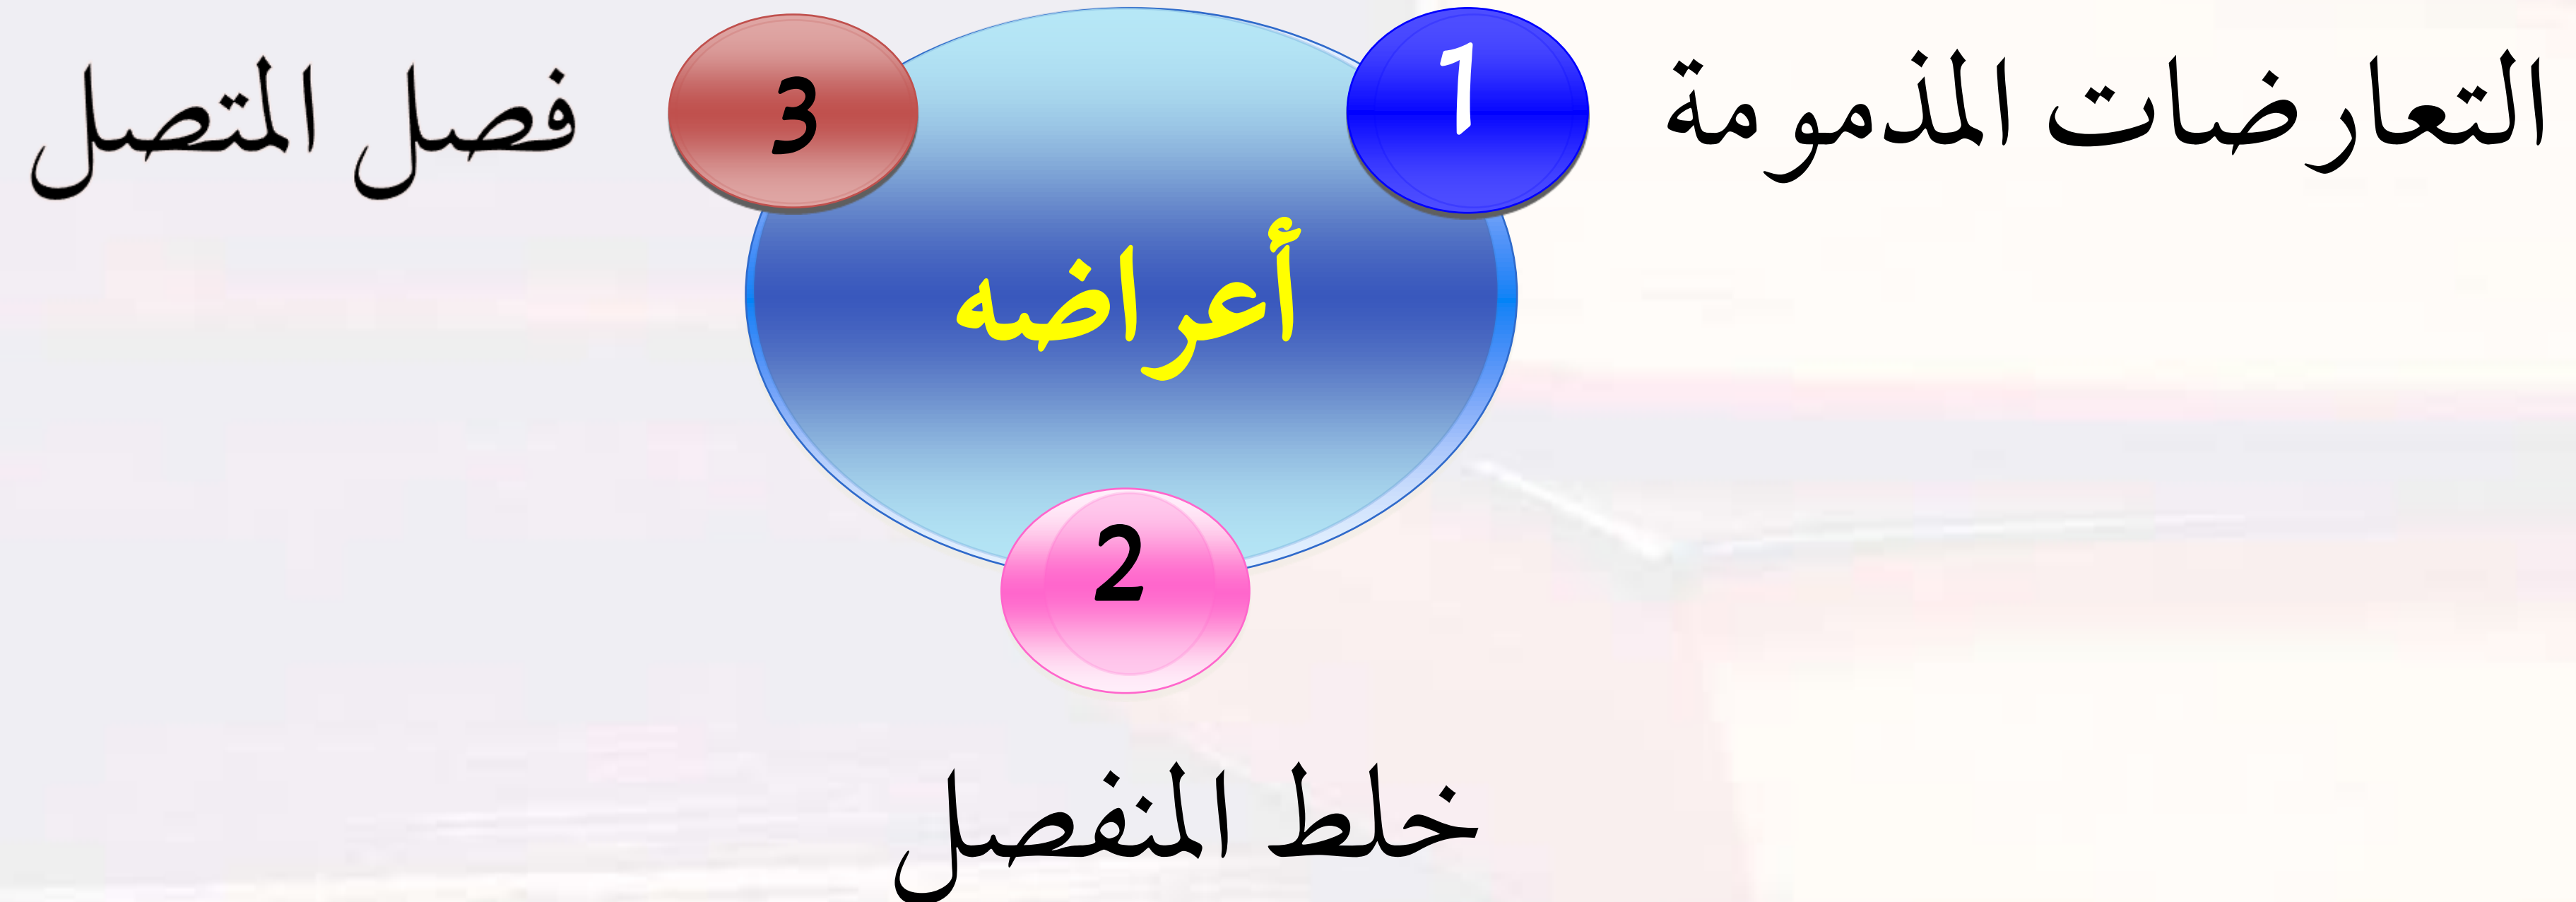 1 التعارضات المذمومة
3 فصل المتصل
أعراضه
2
خلط المنفصل